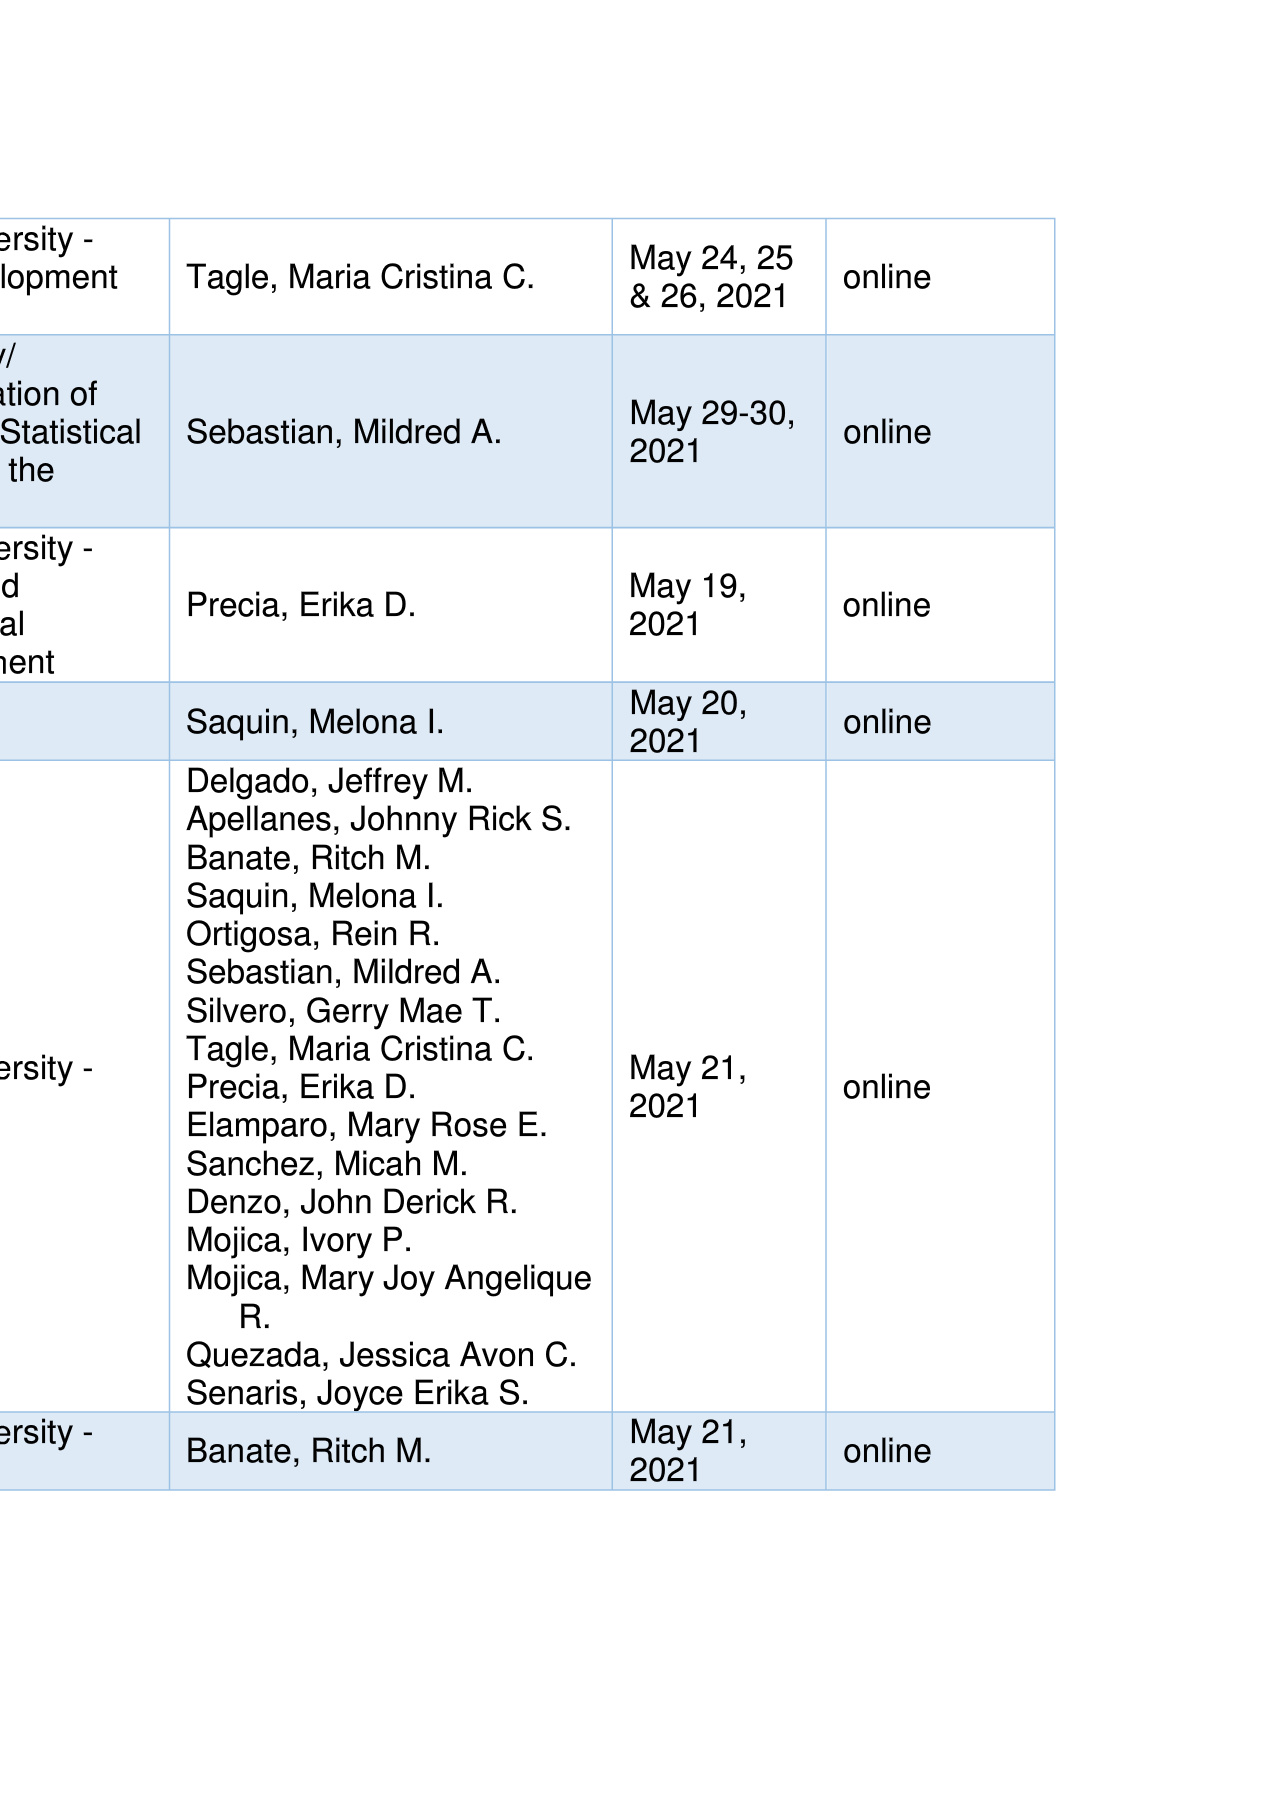 ersity -
lopment
Tagle, Maria Cristina C.
May 24, 25
& 26, 2021
online
y/
ation of
Statistical
the
Sebastian, Mildred A.
May 29-30,
2021
online
ersity -
d
al
ment
Precia, Erika D.
May 19,
2021
online
Saquin, Melona I.
May 20,
2021
online
ersity -
Delgado, Jeffrey M.
Apellanes, Johnny Rick S.
Banate, Ritch M.
Saquin, Melona I.
Ortigosa, Rein R.
Sebastian, Mildred A.
Silvero, Gerry Mae T.
Tagle, Maria Cristina C.
Precia, Erika D.
Elamparo, Mary Rose E.
Sanchez, Micah M.
Denzo, John Derick R.
Mojica, Ivory P.
Mojica, Mary Joy Angelique
R.
Quezada, Jessica Avon C.
Senaris, Joyce Erika S.
May 21,
2021
online
ersity -
Banate, Ritch M.
May 21,
2021
online